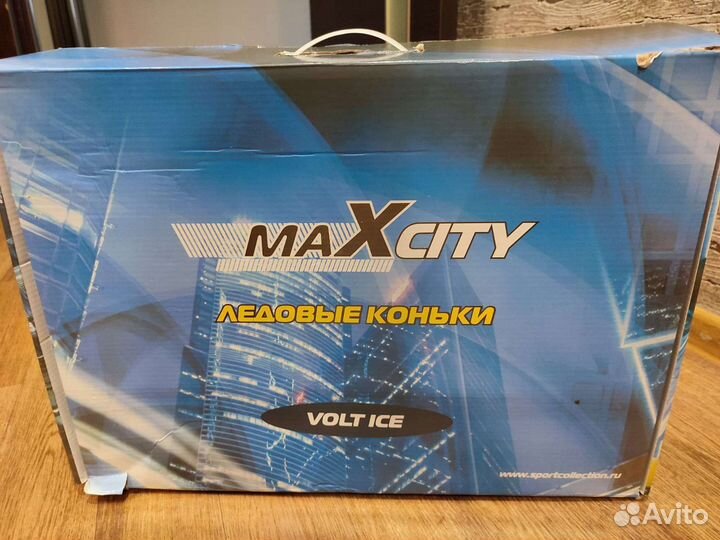 MAXCITY
ЛЕДОВЫЕ КОНЬКИ
VOLT ICE
www.sportcollection.ru
Avito